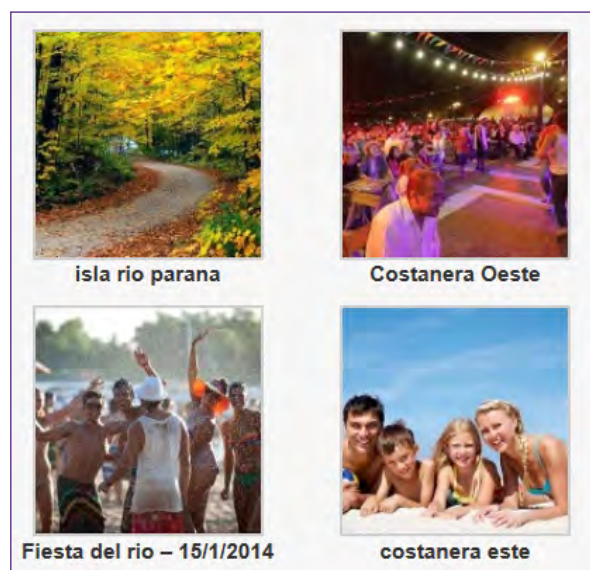 isla rio parana
Costanera Oeste
Fiesta del rio – 15/1/2014
costanera este